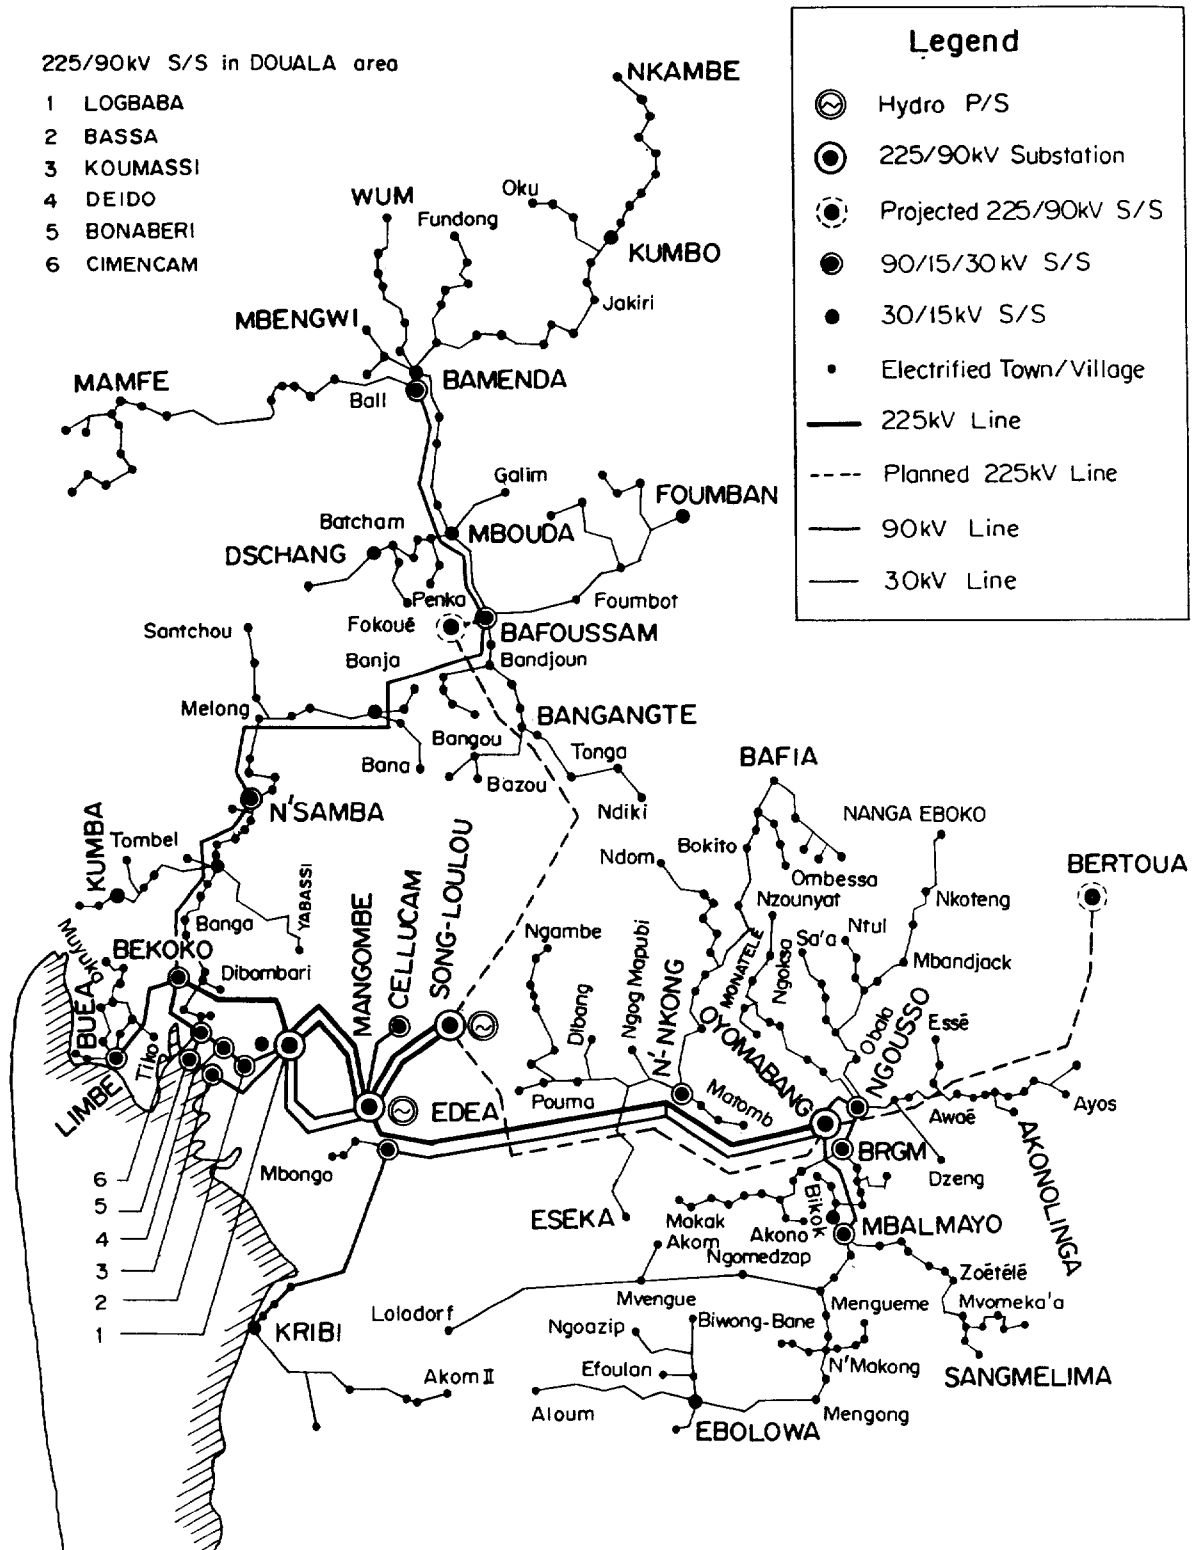 225/90kV S/S in DOUALA area
1 LOGBABA
2 BASSA
3 KOUMASSI
4 DEIDO
5 BONABERI
6 CIMENCAM
Legend
Hydro P/S
225/90kV Substation
Projected 225/90kV S/S
90/15/30kV S/S
30/15kV S/S
Electrified Town/Village
225kV Line
Planned 225kV Line
90kV Line
30kV Line
NKAMBE
Oku
WUM
Fundong
KUMBO
Jakiri
MBENGWI
MAMFE
Ball
BAMENDA
Galim
FOUMBAN
Batcham
MBOUDA
DSCHANG
Penka
Foumbot
Fokoué
Santchou
BAFOUSSAM
Banja
Bandjoun
Melong
BANGANGTE
Bangou
Tonga
Bana
Bazou
Ndiki
BAFIA
N'SAMBA
NANGA EBOKO
KUMBA
Tombel
Ndom
Bokito
BERTOUA
YABASSI
Ombessa
Nzounyat
Nkoteng
Banga
Muyuka
BEKOKO
Dibombari
MANGOMBE
CELLUCAM
SONG-LOULOU
Ngambe
Ngog Mapubi
N'-NKONG
MONATELÉ
Ngoksa
Sa'a
Ntul
Mbandjack
BUEA
Tiko
LIMBE
Dibang
OYOMABANG
Obala
NGOUSSO
Essé
EDEA
Pouma
Matomb
Awaé
Ayos
Mbonga
BRGM
Dzeng
AKONOLINGA
6
5
4
3
2
1
ESEKA
Makak
Akono
Bikok
MBALMAYO
Akom
Ngomedzap
Zoétélé
Lolodorf
Mvengue
Mengueme
Mvomeka'a
KRIBI
Ngoazip
Biwong-Bane
N'Makong
SANGMELIMA
Akom II
Efoulan
Aloum
EBOLOWA
Mengong